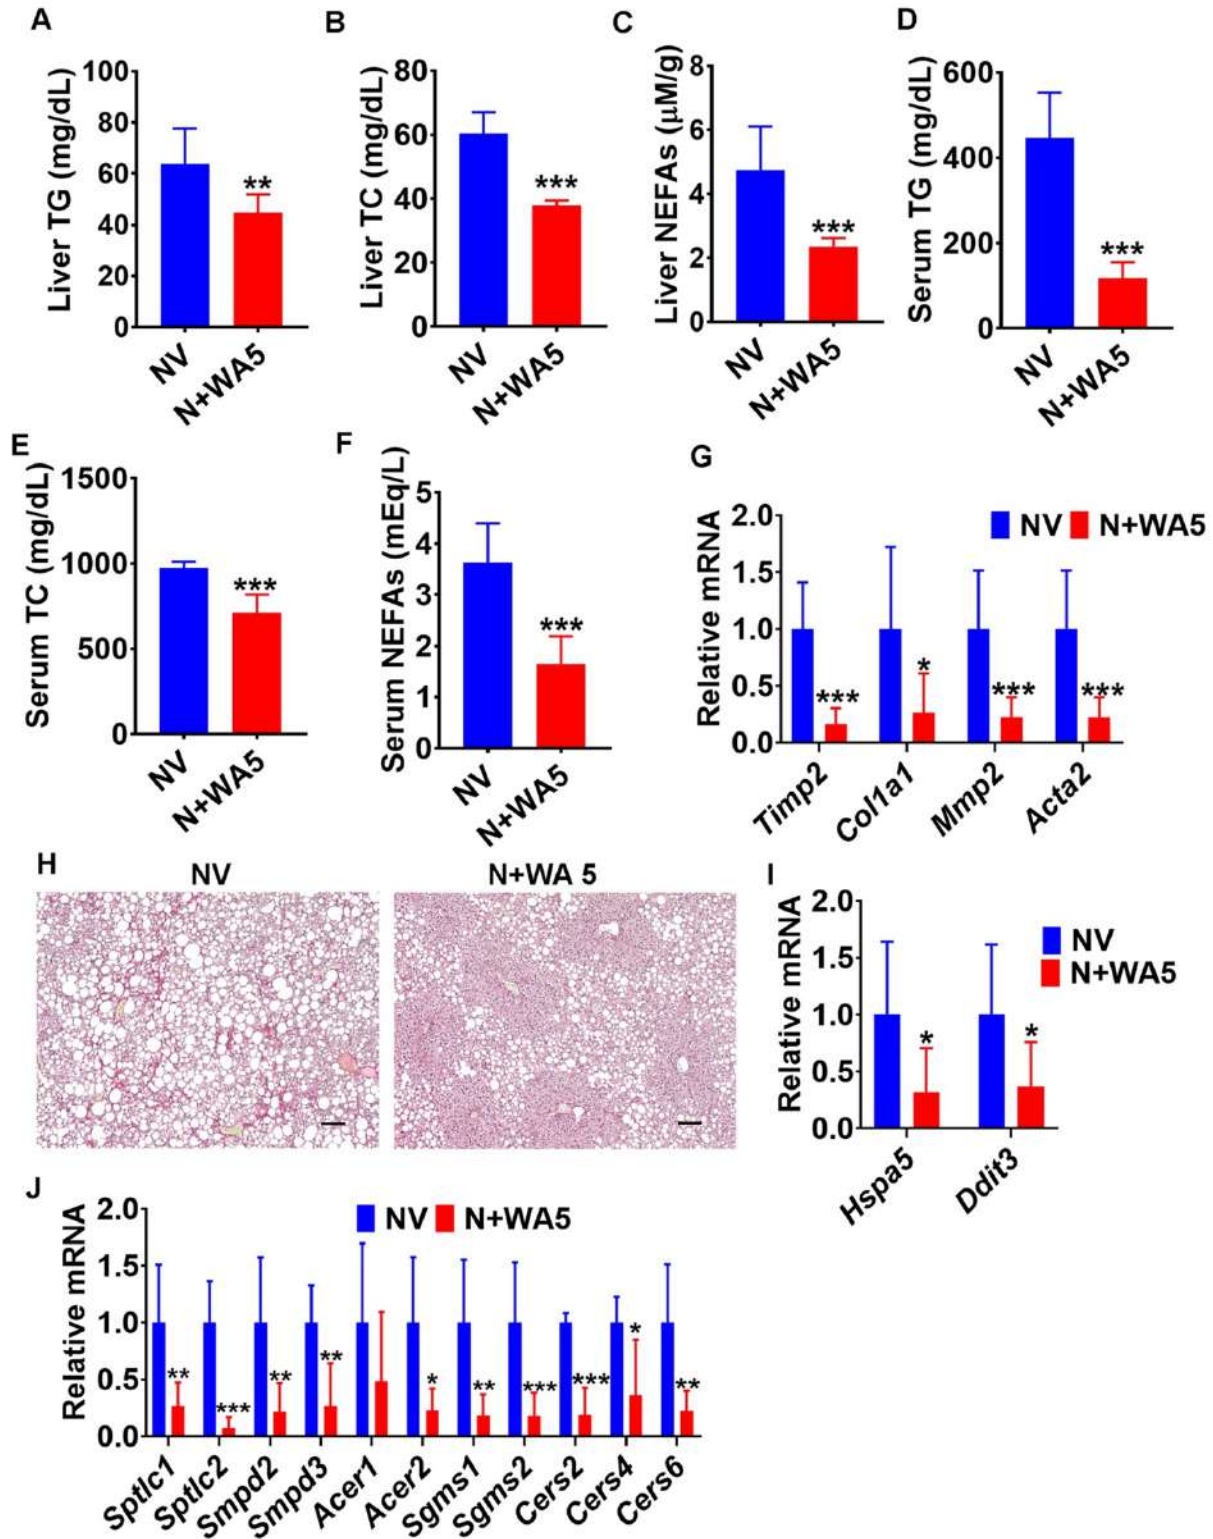 A
Liver TG (mg/dL)
100
80
60
40
20
0
**
NV
N+WA5
B
Liver TC (mg/dL)
80
60
40
20
0
***
NV
N+WA5
C
Liver NEFAs (μM/g)
8
6
4
2
0
***
NV
N+WA5
D
Serum TG (mg/dL)
600
400
200
0
***
NV
N+WA5
E
Serum TC (mg/dL)
1500
1000
500
0
***
NV
N+WA5
F
Serum NEFAs (mEq/L)
5
4
3
2
1
0
***
NV
N+WA5
G
Relative mRNA
2.0
1.5
1.0
0.5
0.0
NV N+WA5
*** * *** ***
Timp2
Col1a1
Mmp2
Acta2
H
NV
N+WA 5
I
Relative mRNA
2.0
1.5
1.0
0.5
0.0
NV
N+WA5
* *
Hspa5
Ddit3
J
Relative mRNA
2.0
1.5
1.0
0.5
0.0
NV N+WA5
** *** ** ** * ** *** *** * **
Sptlc1
Sptlc2
Smpd2
Smpd3
Acer1
Acer2
Sgms1
Sgms2
Cers2
Cers4
Cers6